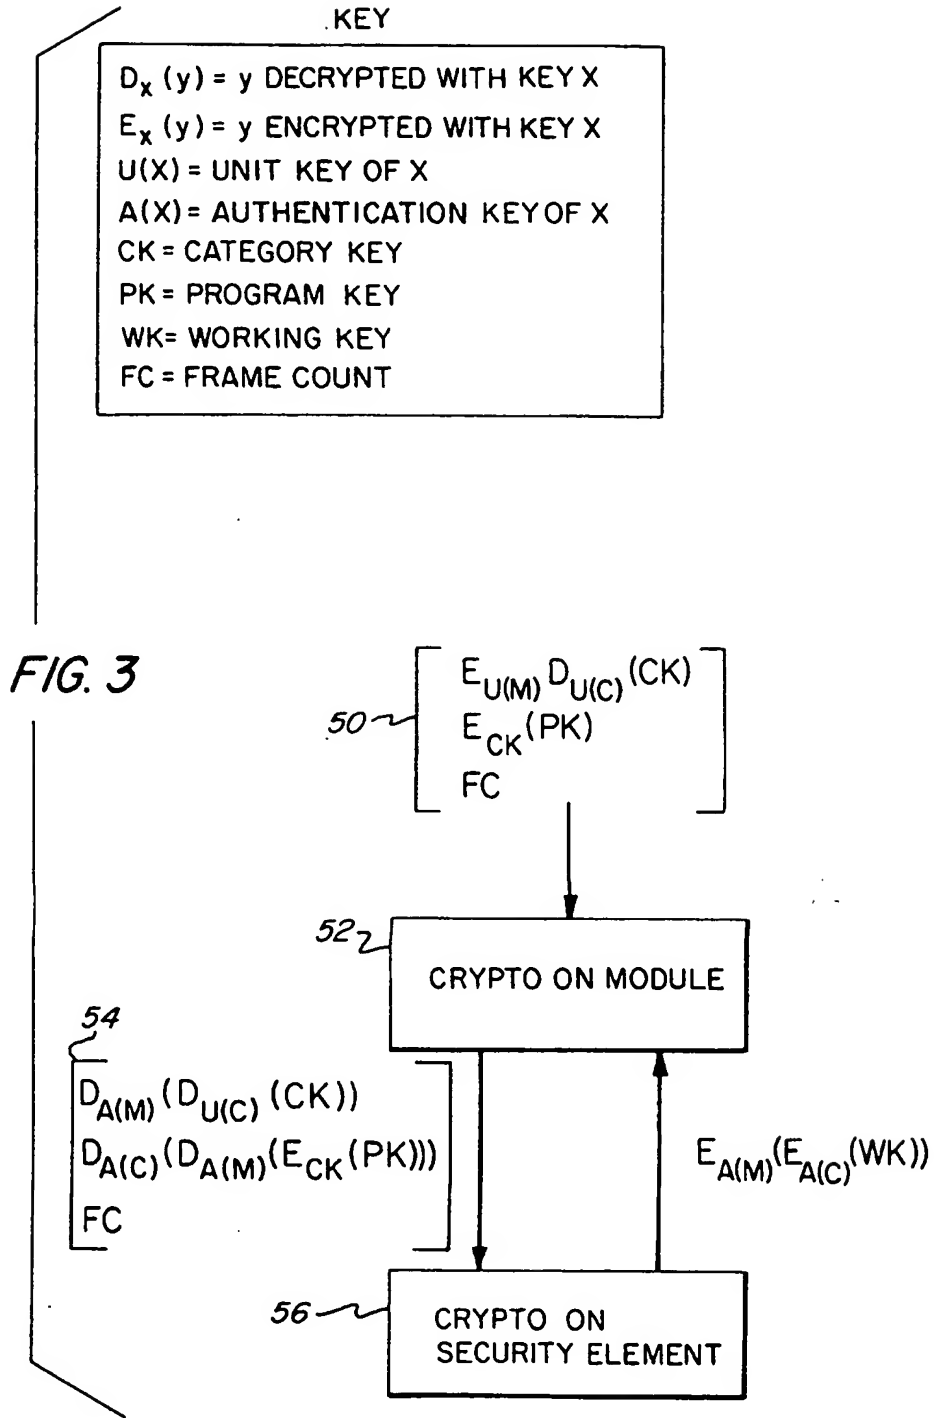 KEY
Dx (y) = y DECRYPTED WITH KEY X
Ex (y) = y ENCRYPTED WITH KEY X
U(X) = UNIT KEY OF X
A(X) = AUTHENTICATION KEY OF X
CK = CATEGORY KEY
PK = PROGRAM KEY
WK= WORKING KEY
FC = FRAME COUNT
FIG. 3
50
EU(M) DU(C) (CK)
ECK (PK)
FC
52
CRYPTO ON MODULE
54
DA(M) (DU(C) (CK))
DA(C) (DA(M) (ECK (PK)))
FC
EA(M) (EA(C) (WK))
56
CRYPTO ON
SECURITY ELEMENT